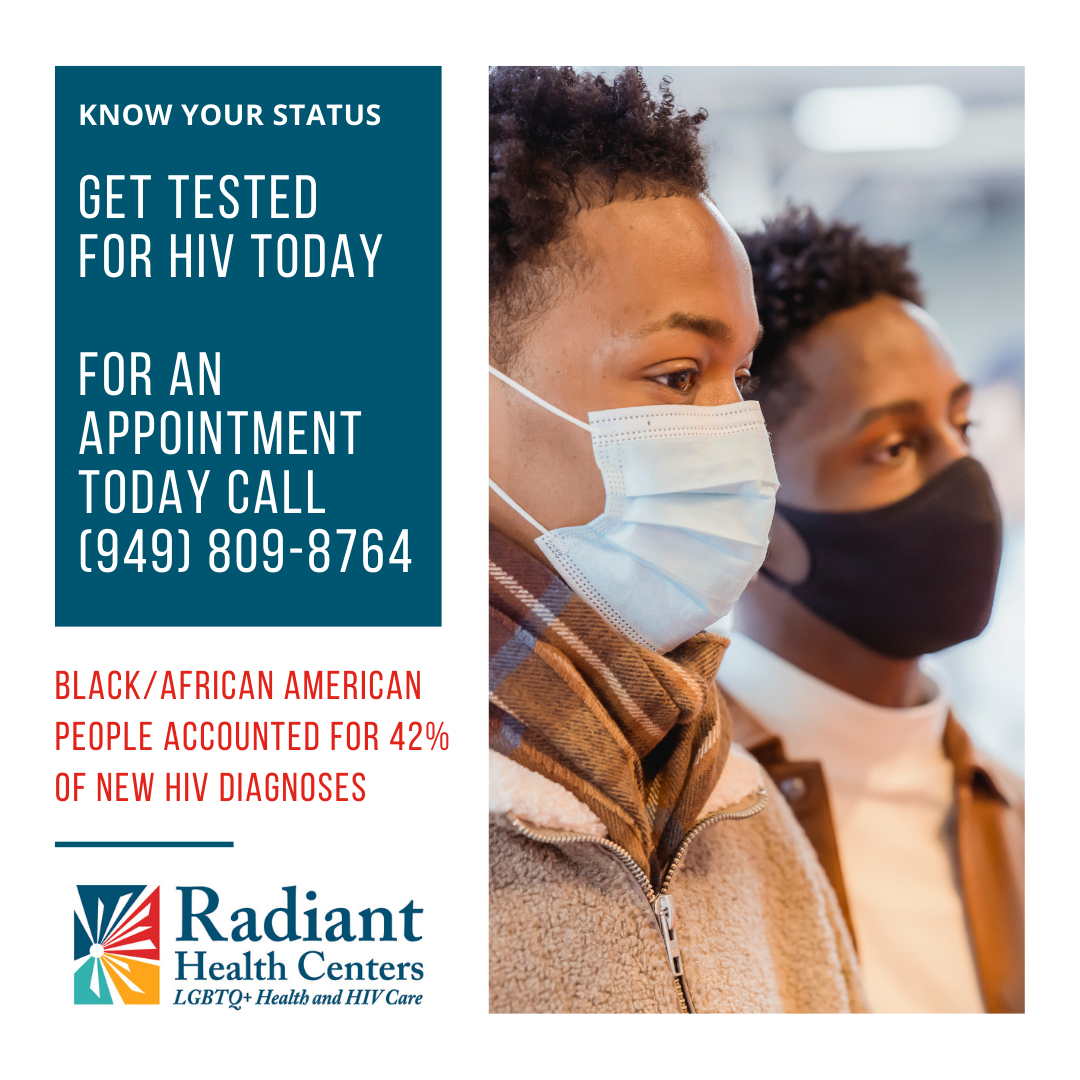 KNOW YOUR STATUS
GET TESTED
FOR HIV TODAY
FOR AN
APPOINTMENT
TODAY CALL
(949) 809-8764
BLACK/AFRICAN AMERICAN
PEOPLE ACCOUNTED FOR 42%
OF NEW HIV DIAGNOSES
Radiant
Health Centers
LGBTQ+ Health and HIV Care